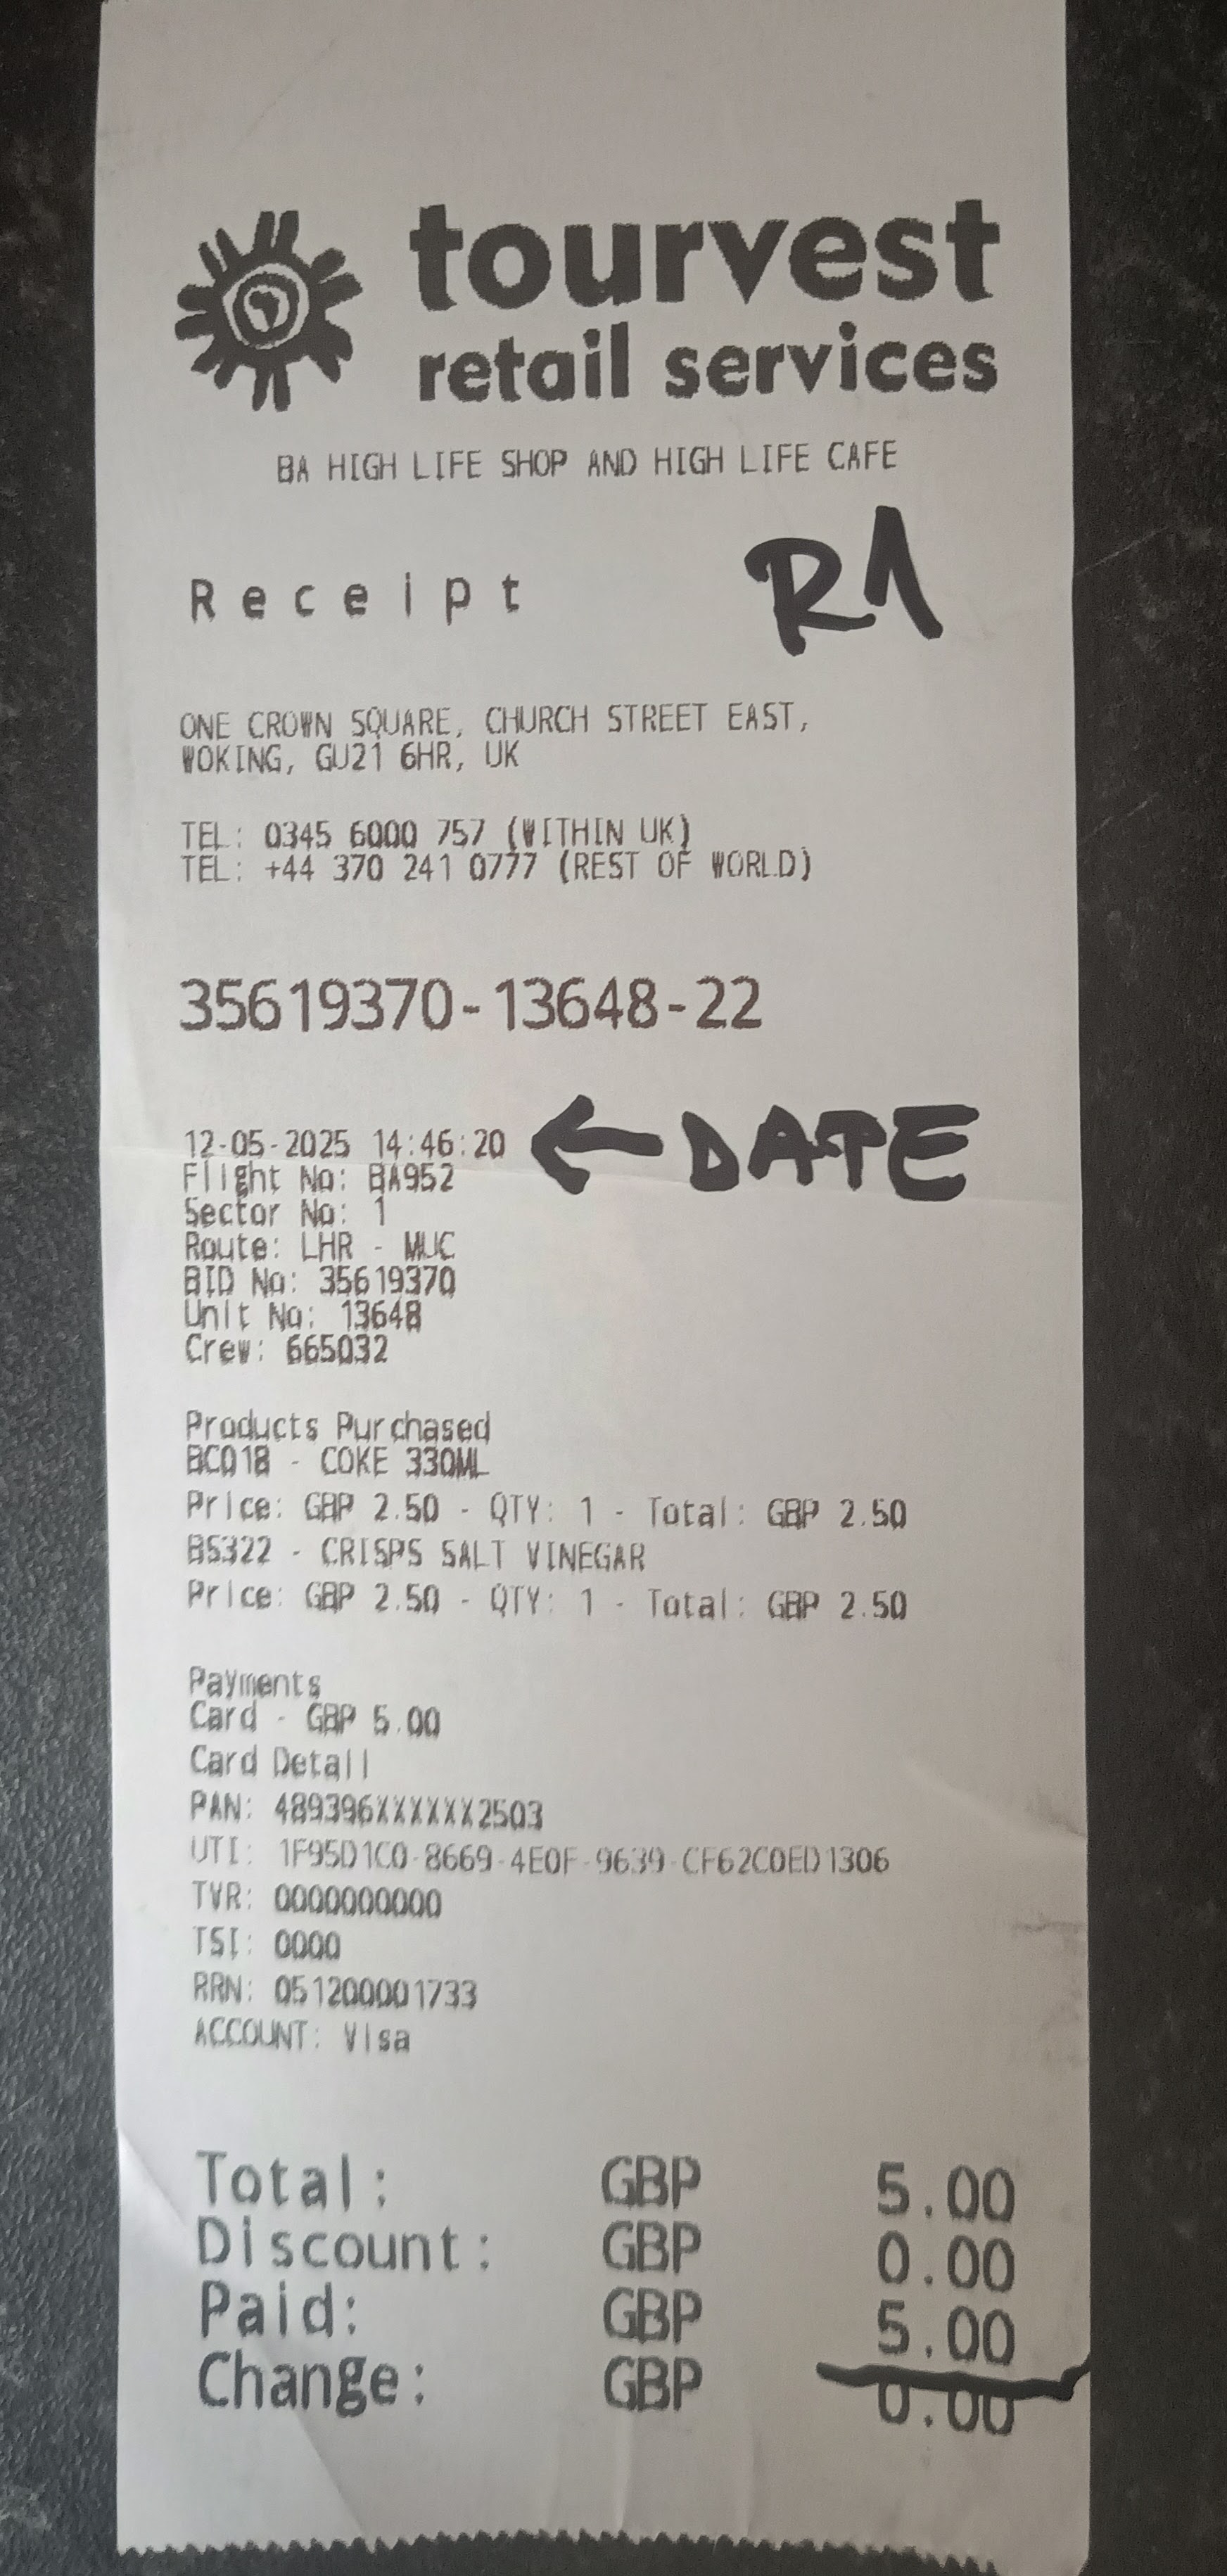 tourvest
retail services
BA HIGH LIFE SHOP AND HIGH LIFE CAFE
Receipt R1
ONE CROWN SQUARE, CHURCH STREET EAST,
WOKING, GU21 6HR, UK
TEL: 0345 6000 757 (WITHIN UK)
TEL: +44 370 241 0777 (REST OF WORLD)
35619370-13648-22
12-05-2025 14:46:20 ← DATE
Flight No: BA952
Sector No: 1
Route: LHR - MUC
BID No: 35619370
Unit No: 13648
Crew: 665032
Products Purchased
BC018 - COKE 330ML
Price: GBP 2.50 - QTY: 1 - Total: GBP 2.50
BS322 - CRISPS SALT VINEGAR
Price: GBP 2.50 - QTY: 1 - Total: GBP 2.50
Payments
Card - GBP 5.00
Card Detail
PAN: 489396XXXXXX2503
UTI: 1F95D1C0-8669-4E0F-9639-CF62C0ED1306
TVR: 0000000000
TSI: 0000
RRN: 051200001733
ACCOUNT: Visa
Total: GBP 5.00
Discount: GBP 0.00
Paid: GBP 5.00
Change: GBP 0.00